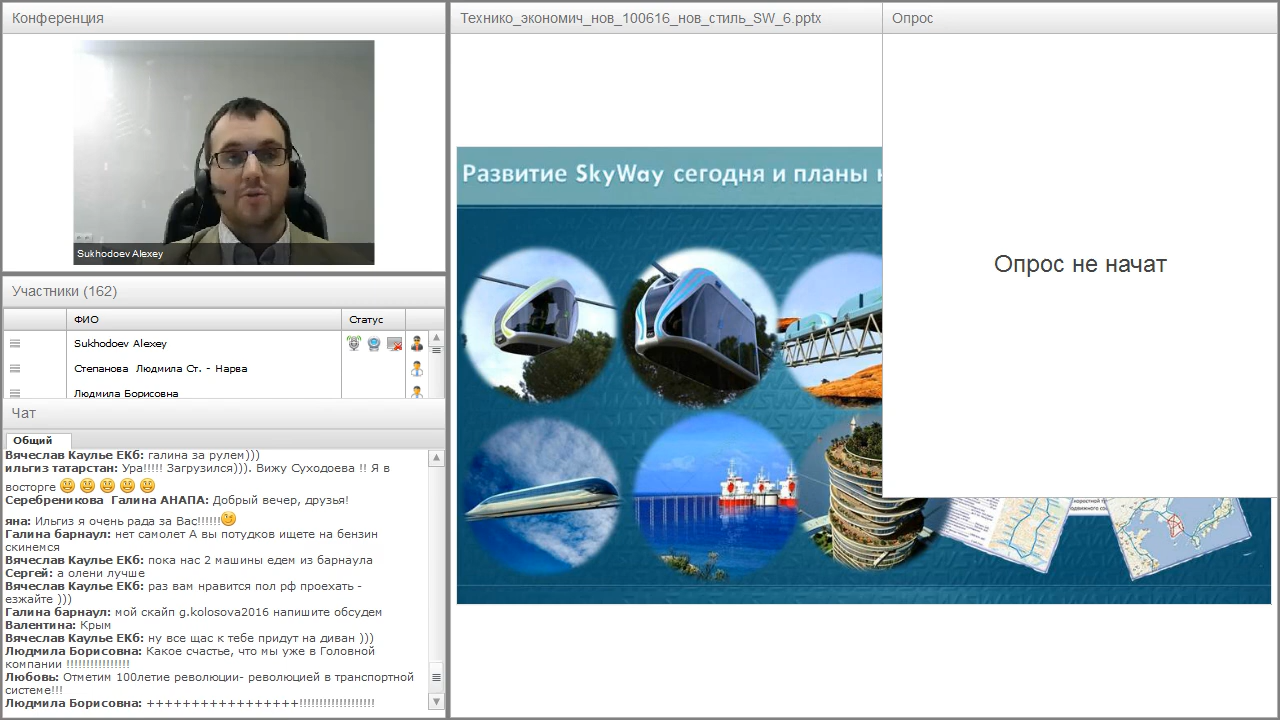 Конференция
Sukhodoev Alexey
Участники (162)
ФИО
Статус
Sukhodoev Alexey
Степанова Людмила Ст. - Нарва
Людмила Борисовна
Чат
Общий
Вячеслав Каулье ЕКб: галина за рулем)))
ильгиз татарстан: Ура!!!!! Загрузился))). Вижу Суходоева !! Я в
восторге
Серебреникова Галина АНАПА: Добрый вечер, друзья!
яна: Ильгиз я очень рада за Вас!!!!!!
Галина барнаул: нет самолет А вы потудков ищете на бензин
скинемся
Вячеслав Каулье ЕКб: пока нас 2 машины едем из барнаула
Сергей: а олени лучше
Вячеслав Каулье ЕКб: раз вам нравится пол рф проехать -
езжайте )))
Галина барнаул: мой скайп g.kolosova2016 напишите обсудем
Валентина: Крым
Вячеслав Каулье ЕКб: ну все щас к тебе придут на диван )))
Людмила Борисовна: Какое счастье, что мы уже в Головной
компании !!!!!!!!!!!!!!!!
Любовь: Отметим 100летие революции- революцией в транспортной
системе!!!
Людмила Борисовна: +++++++++++++++++!!!!!!!!!!!!!!!!!!!
Технико_экономич_нов_100616_нов_стиль_SW_6.pptx
Развитие SkyWay сегодня и планы н
Опрос
Опрос не начат